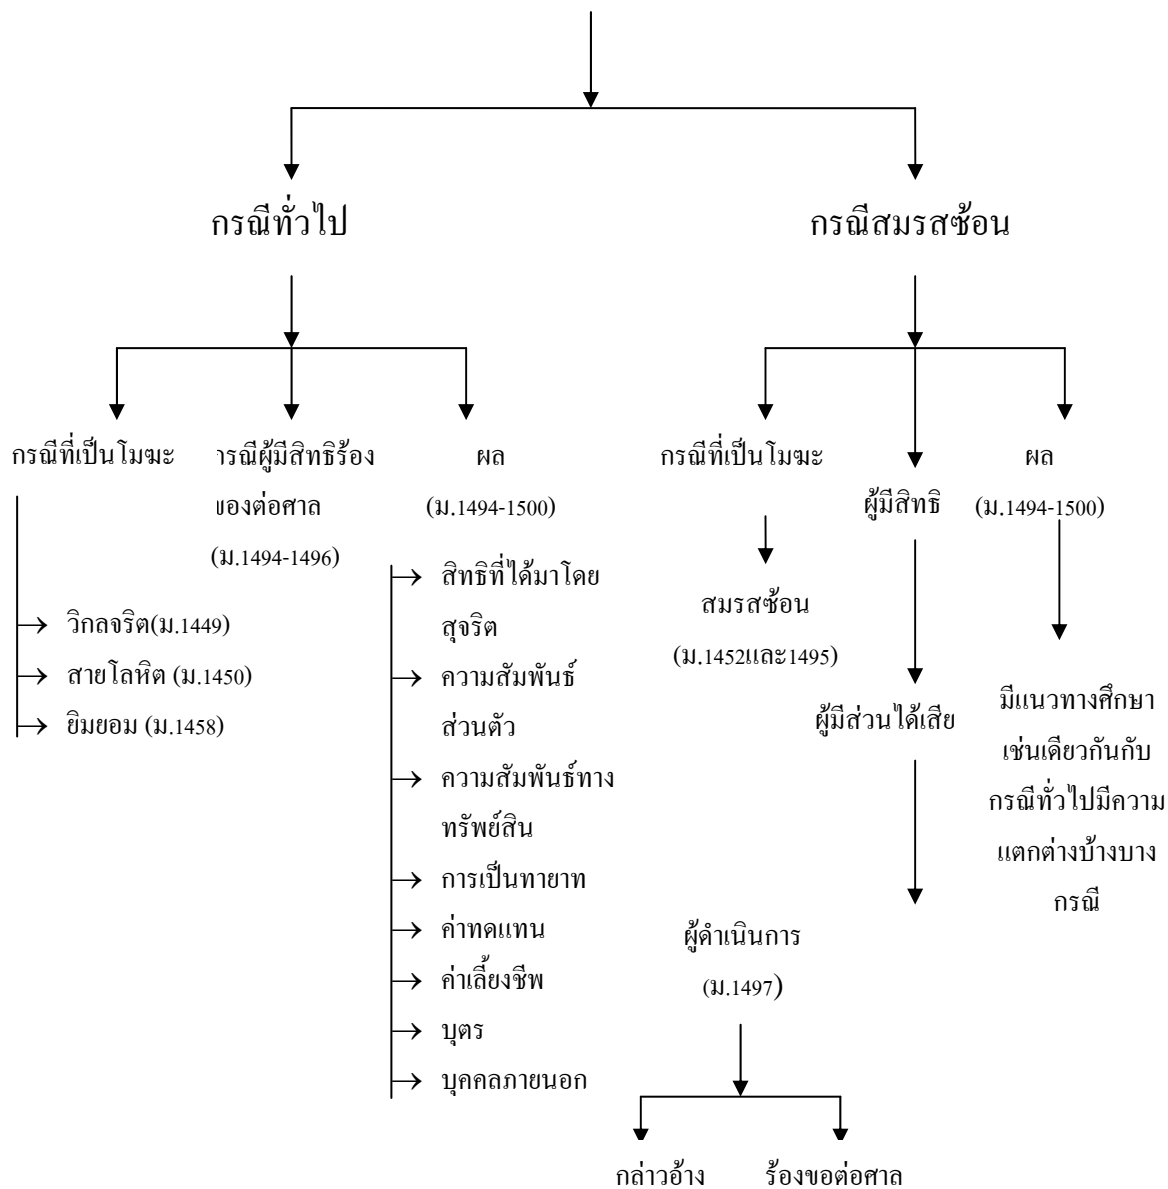 กรณีทั่วไป
กรณีสมรสซ้อน
กรณีที่เป็นโมฆะ
กรณีผู้มีสิทธิร้อง
ของต่อศาล
(ม.1494-1496)
ผล
(ม.1494-1500)
วิกลจริต(ม.1449)
สายโลหิต (ม.1450)
ยิมยอม (ม.1458)
สิทธิที่ได้มาโดย
สุจริต
ความสัมพันธ์
ส่วนตัว
ความสัมพันธ์ทาง
ทรัพย์สิน
การเป็นทายาท
ค่าทดแทน
ค่าเลี้ยงชีพ
บุตร
บุคคลภายนอก
กรณีที่เป็นโมฆะ
สมรสซ้อน
(ม.1452และ1495)
ผู้มีสิทธิ
ผู้มีส่วนได้เสีย
ผู้ดำเนินการ
(ม.1497)
กล่าวอ้าง
ร้องขอต่อศาล
ผล
(ม.1494-1500)
มีแนวทางศึกษา
เช่นเดียวกันกับ
กรณีทั่วไปมีความ
แตกต่างบ้างบาง
กรณี